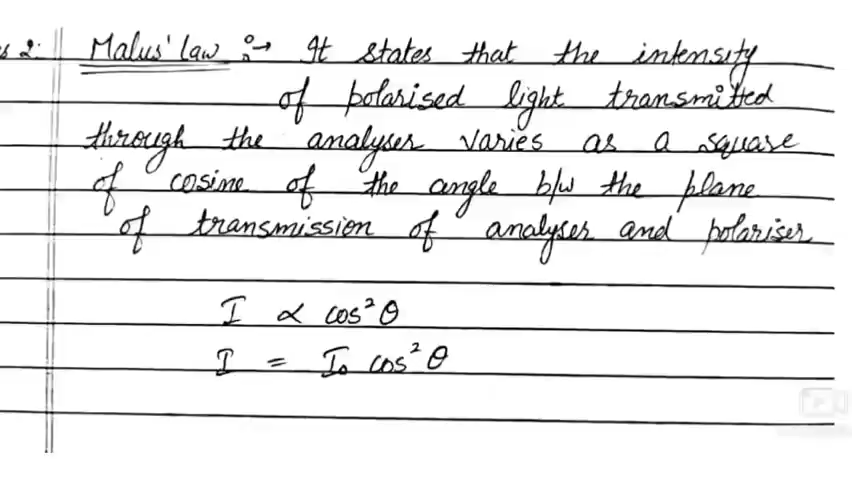 s 2: Malus' law :→ It states that the intensity
of polarised light transmitted
through the analyser varies as a square
of cosine of the angle b/w the plane
of transmission of analyser and polariser
I ∝ cos²θ
I = I₀ cos²θ